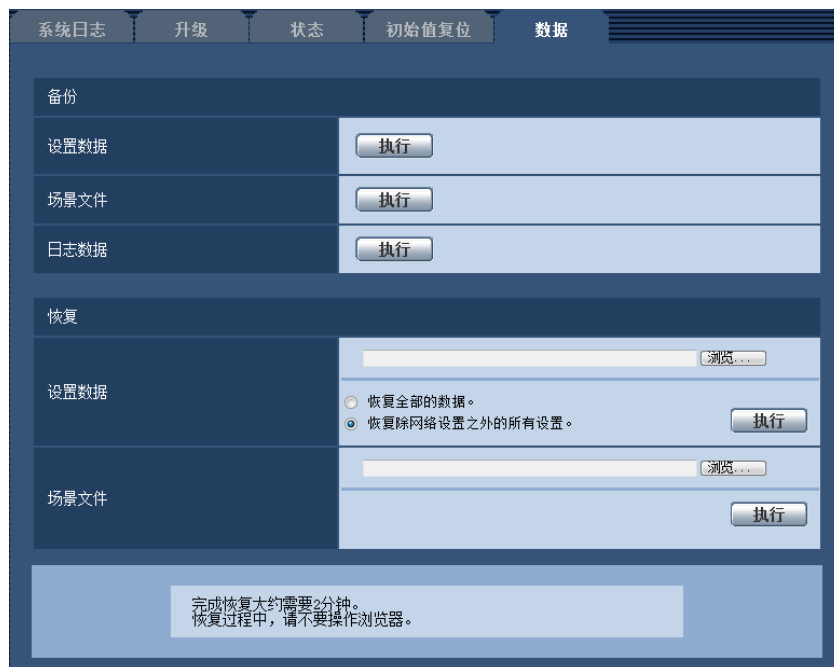 系统日志 升级 状态 初始值复位 数据
备份
设置数据 执行
场景文件 执行
日志数据 执行
恢复
浏览...
设置数据
恢复全部的数据。
恢复除网络设置之外的所有设置。
执行
浏览...
场景文件
执行
完成恢复大约需要2分钟。
恢复过程中，请不要操作浏览器。